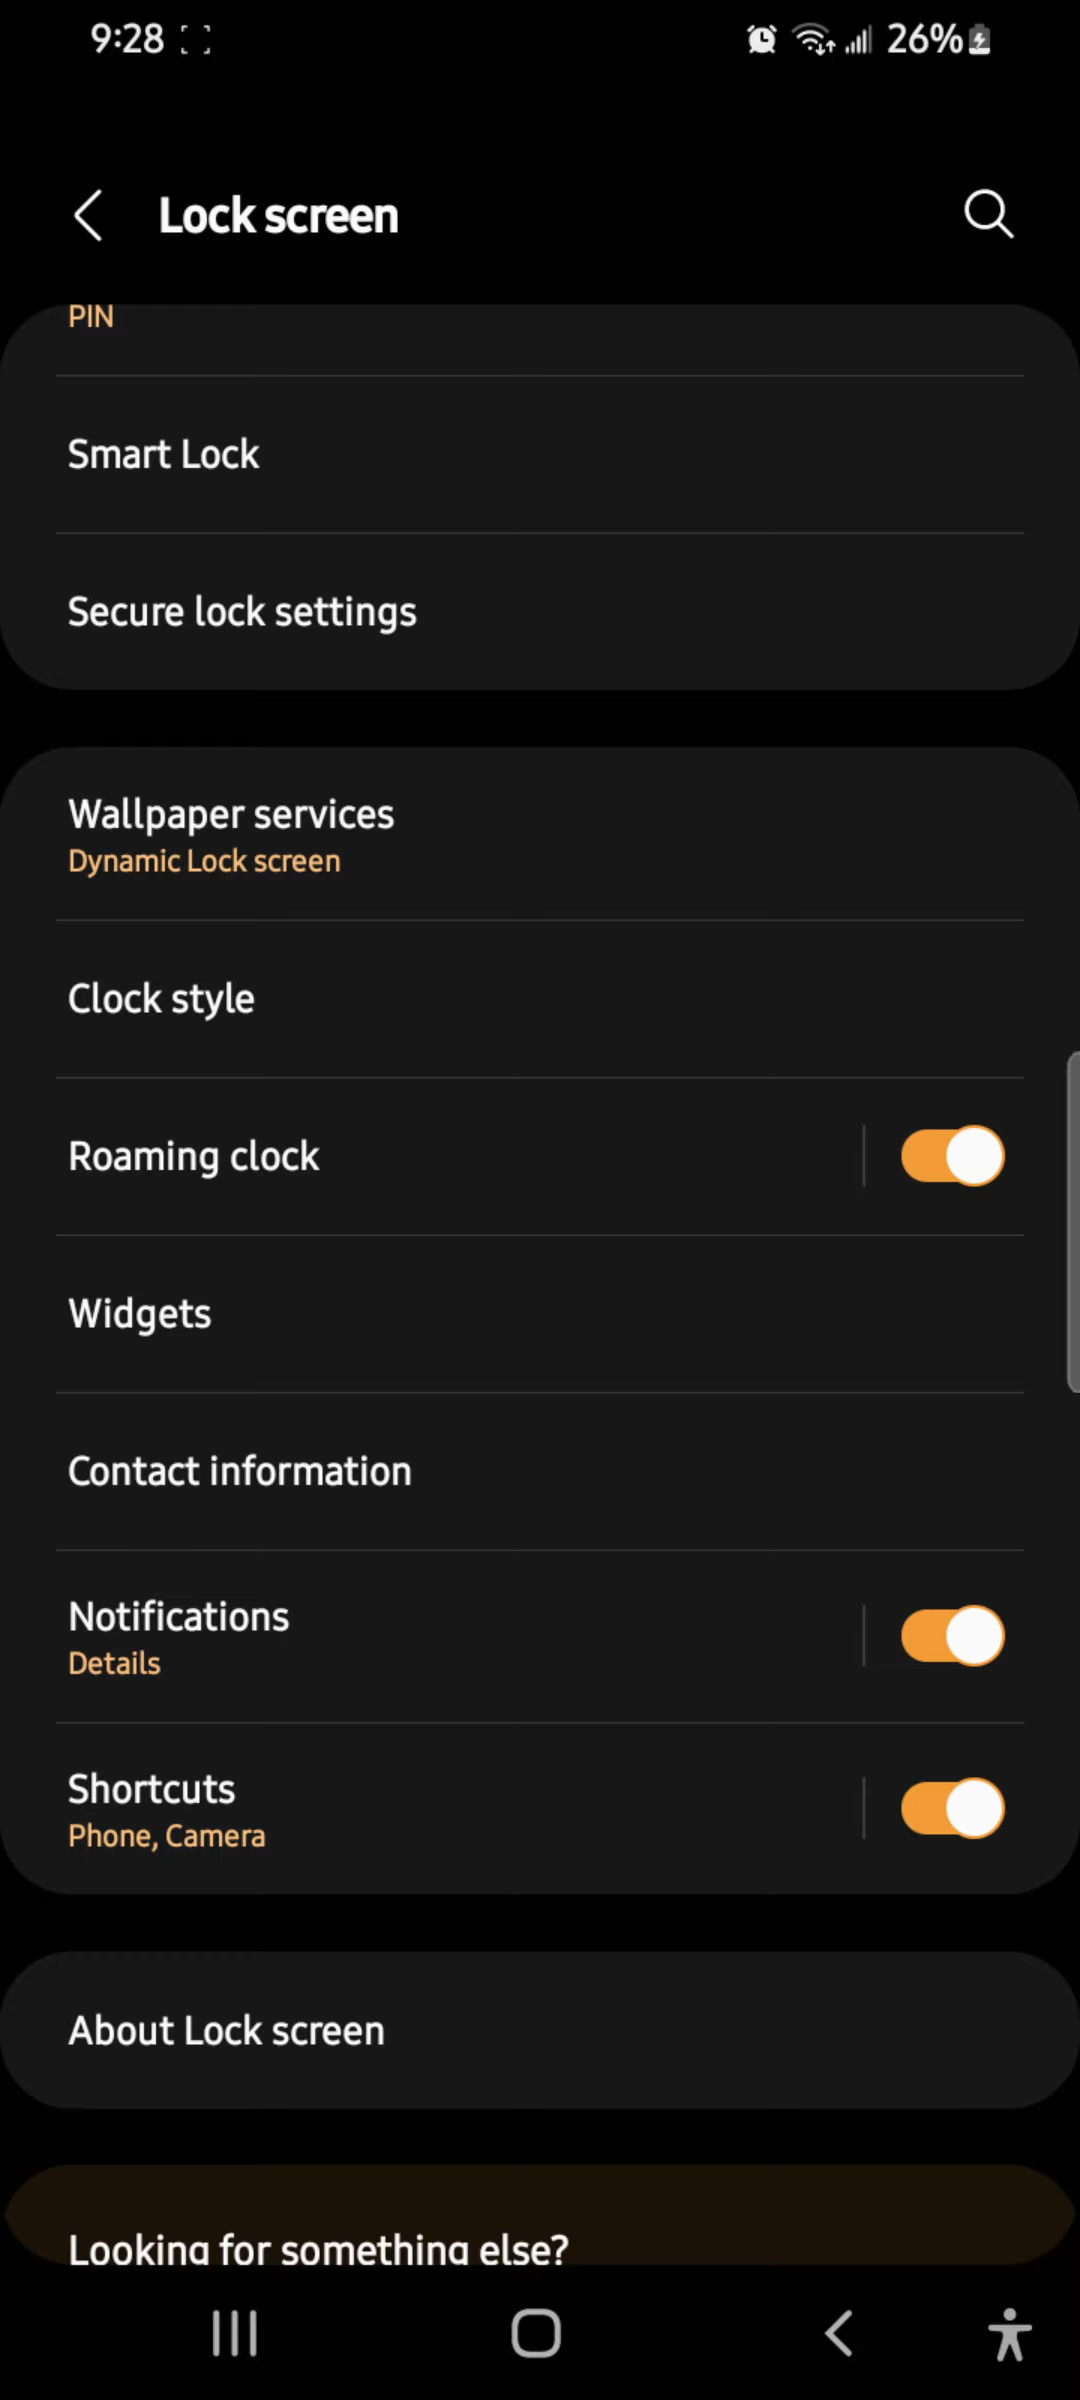 9:28
26%
Lock screen
PIN
Smart Lock
Secure lock settings
Wallpaper services
Dynamic Lock screen
Clock style
Roaming clock
Widgets
Contact information
Notifications
Details
Shortcuts
Phone, Camera
About Lock screen
Looking for something else?